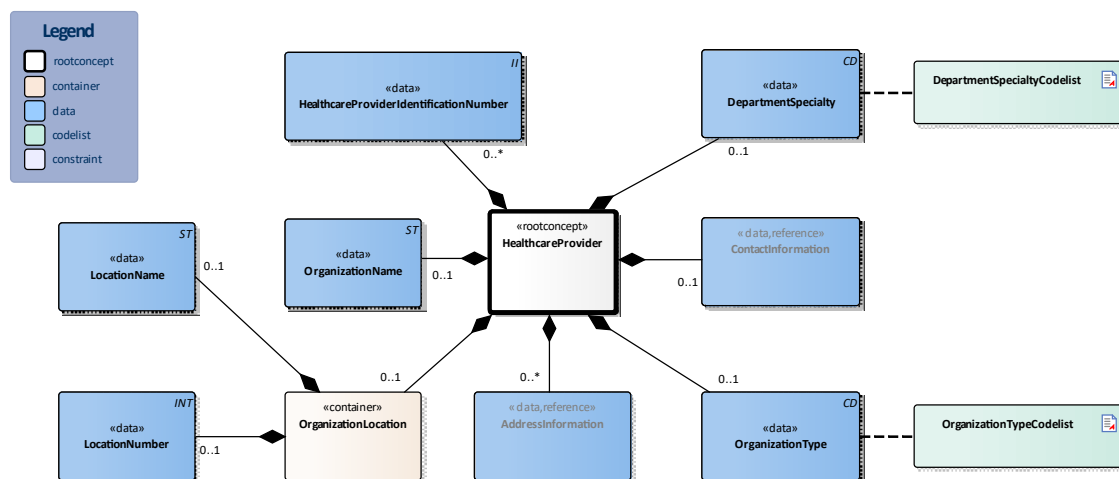 Legend
rootconcept
container
data
codelist
constraint
II
«data»
HealthcareProviderIdentificationNumber
0..*
CD
«data»
DepartmentSpecialty
0..1
DepartmentSpecialtyCodelist
ST
«data»
LocationName
0..1
ST
«data»
OrganizationName
0..1
«rootconcept»
HealthcareProvider
«data,reference»
ContactInformation
0..1
INT
«data»
LocationNumber
0..1
0..1
«container»
OrganizationLocation
0..*
«data,reference»
AddressInformation
0..1
CD
«data»
OrganizationType
OrganizationTypeCodelist